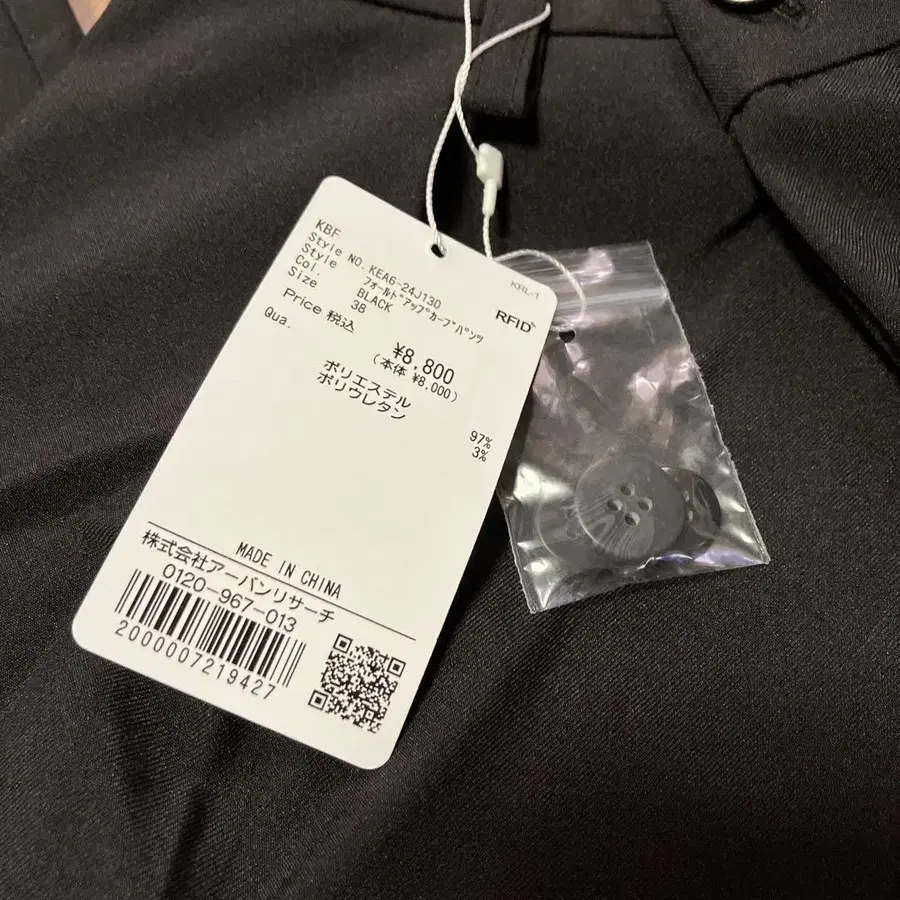 KBF
Style NO. KEA6-24J130
Style フォールドアップカーブパンツ
Col. BLACK
Size 38
Price 税込
Qua.
KRL-1
RFID
¥8,800
(本体 ¥8,000)
ポリエステル 97%
ポリウレタン 3%
MADE IN CHINA
株式会社アーバンリサーチ
0120-967-013
2000007219427